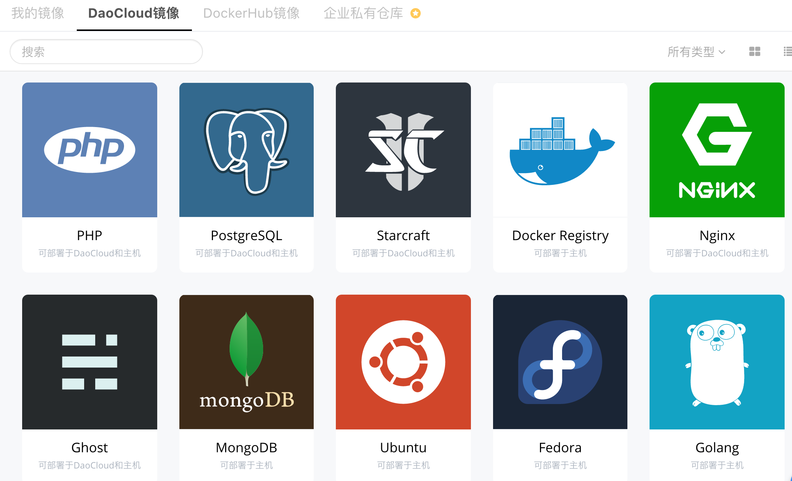 我的镜像 DaoCloud镜像 DockerHub镜像 企业私有仓库
搜索 所有类型
php
ST
NGiNX
PHP PostgreSQL Starcraft Docker Registry Nginx
可部署于DaoCloud和主机 可部署于DaoCloud和主机 可部署于DaoCloud和主机 可部署于主机 可部署于DaoCloud和主机
mongoDB
Ghost MongoDB Ubuntu Fedora Golang
可部署于DaoCloud和主机 可部署于主机 可部署于主机 可部署于主机 可部署于主机